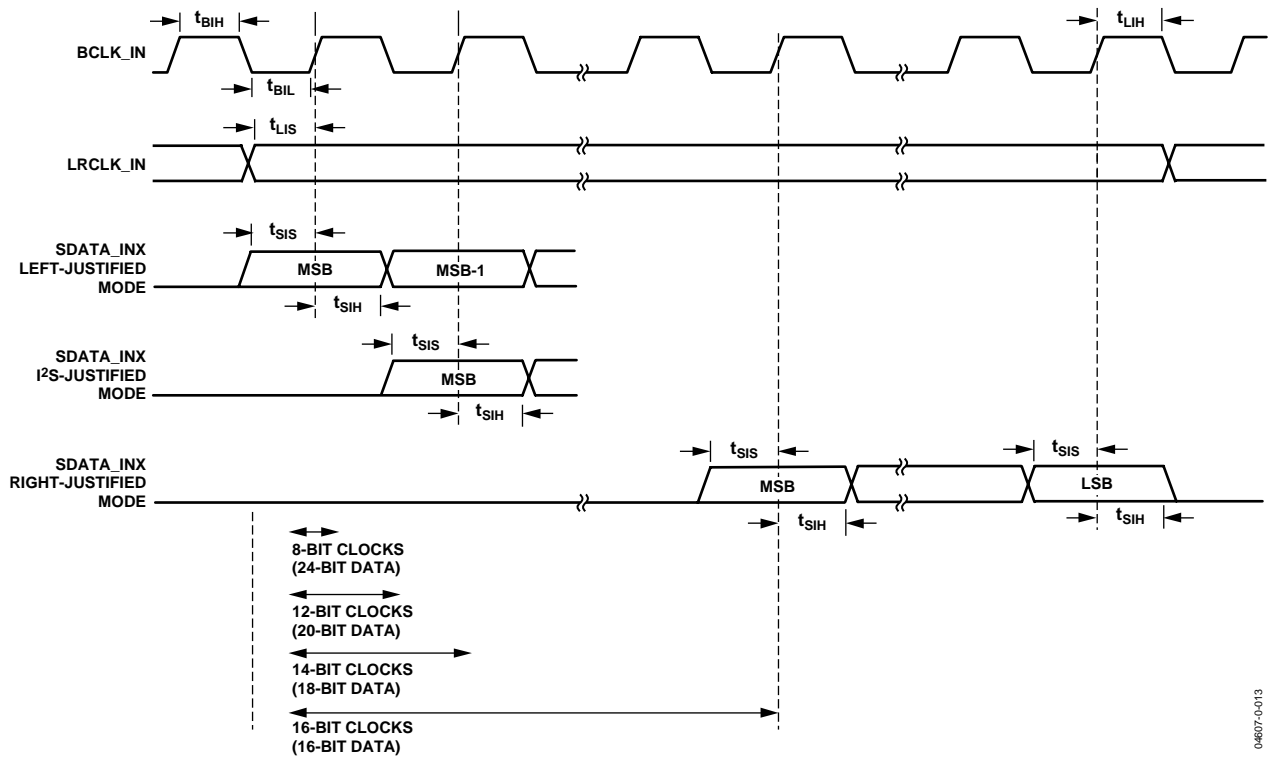 tBIH
tLIH
BCLK_IN
tBIL
tLIS
LRCLK_IN
tSIS
SDATA_INX
LEFT-JUSTIFIED
MODE
MSB
MSB-1
tSIH
tSIS
SDATA_INX
I²S-JUSTIFIED
MODE
MSB
tSIH
tSIS
tSIS
SDATA_INX
RIGHT-JUSTIFIED
MODE
MSB
LSB
tSIH
tSIH
8-BIT CLOCKS
(24-BIT DATA)
12-BIT CLOCKS
(20-BIT DATA)
14-BIT CLOCKS
(18-BIT DATA)
16-BIT CLOCKS
(16-BIT DATA)
04607-0-013